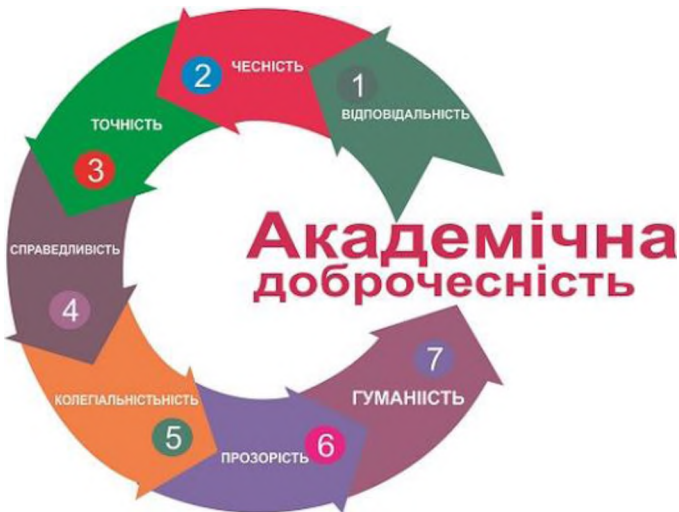 1
ВІДПОВІДАЛЬНІСТЬ
2
ЧЕСНІСТЬ
ТОЧНІСТЬ
3
СПРАВЕДЛИВІСТЬ
4
КОЛЕГІАЛЬНІСТЬНІСТЬ
5
ПРОЗОРІСТЬ
6
7
ГУМАНІІСТЬ
Академічна
доброчесність